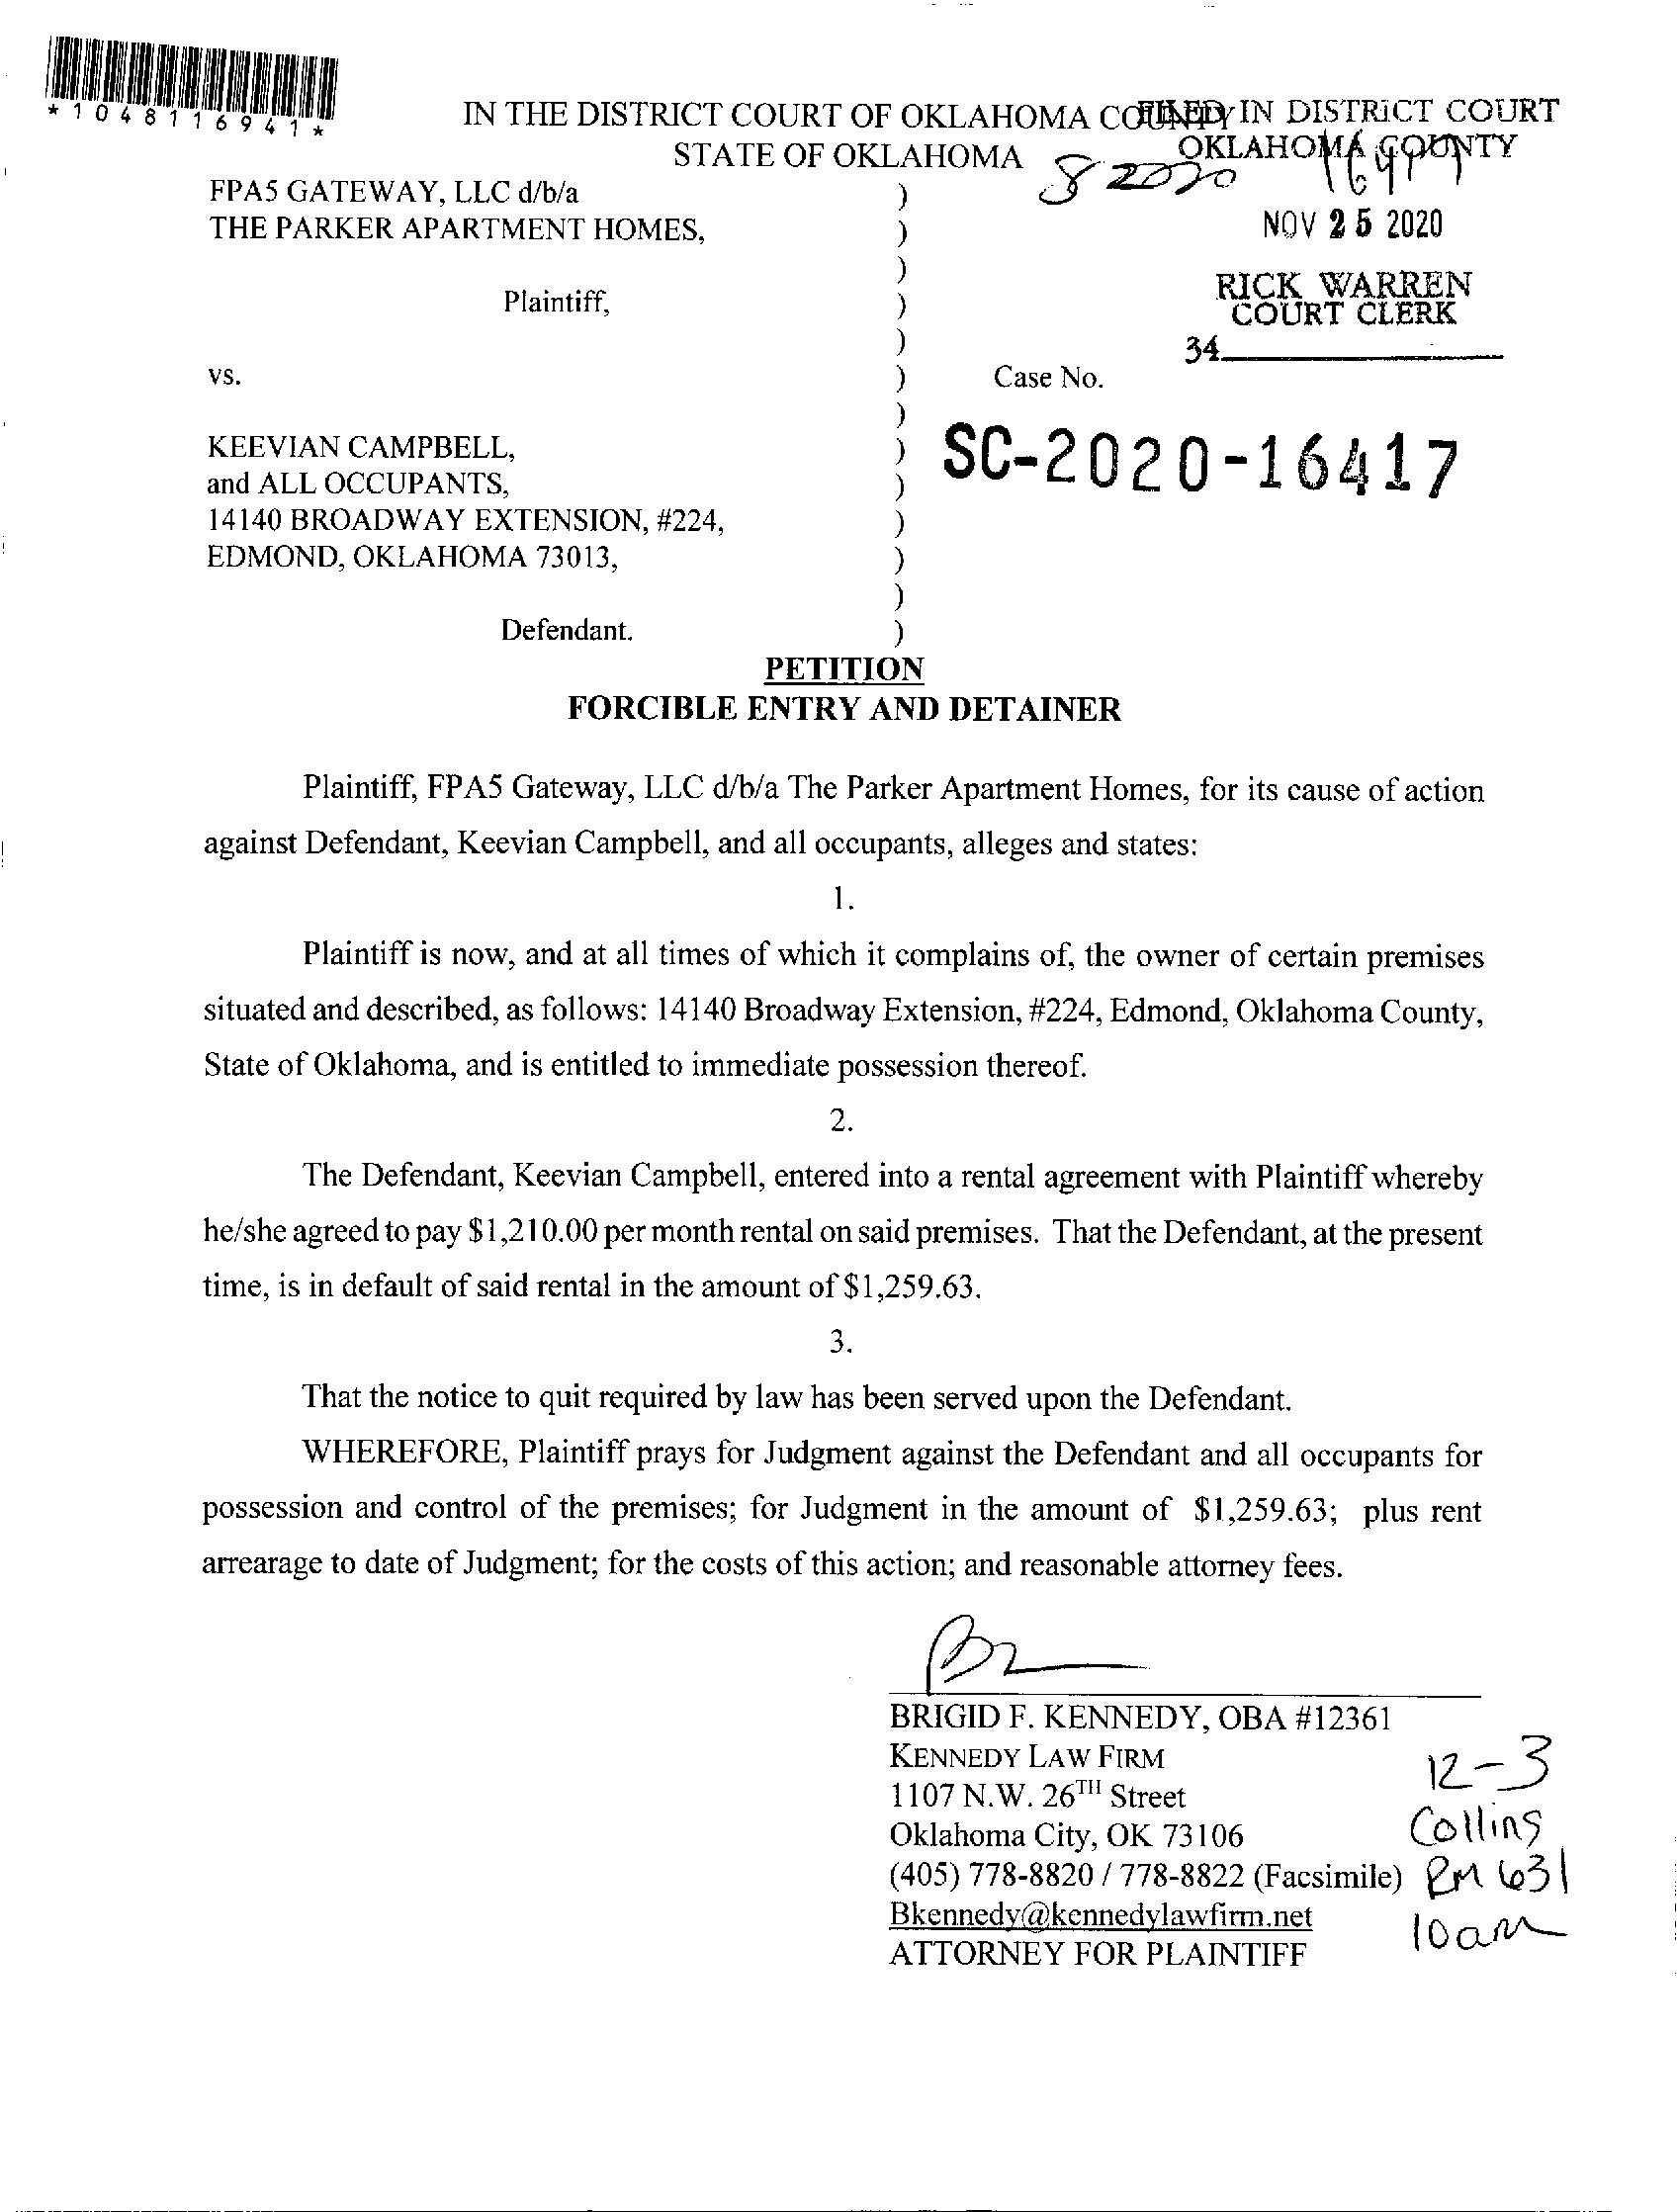 *1048116941*
IN THE DISTRICT COURT OF OKLAHOMA COUNTY
STATE OF OKLAHOMA
FILED IN DISTRICT COURT
OKLAHOMA COUNTY
NOV 25 2020
RICK WARREN
COURT CLERK
34
FPA5 GATEWAY, LLC d/b/a )
THE PARKER APARTMENT HOMES, )
)
Plaintiff, )
)
vs. ) Case No.
)
KEEVIAN CAMPBELL, ) SC-2020-16417
and ALL OCCUPANTS, )
14140 BROADWAY EXTENSION, #224, )
EDMOND, OKLAHOMA 73013, )
)
Defendant. )
PETITION
FORCIBLE ENTRY AND DETAINER
Plaintiff, FPA5 Gateway, LLC d/b/a The Parker Apartment Homes, for its cause of action
against Defendant, Keevian Campbell, and all occupants, alleges and states:
1.
Plaintiff is now, and at all times of which it complains of, the owner of certain premises
situated and described, as follows: 14140 Broadway Extension, #224, Edmond, Oklahoma County,
State of Oklahoma, and is entitled to immediate possession thereof.
2.
The Defendant, Keevian Campbell, entered into a rental agreement with Plaintiff whereby
he/she agreed to pay $1,210.00 per month rental on said premises. That the Defendant, at the present
time, is in default of said rental in the amount of $1,259.63.
3.
That the notice to quit required by law has been served upon the Defendant.
WHEREFORE, Plaintiff prays for Judgment against the Defendant and all occupants for
possession and control of the premises; for Judgment in the amount of $1,259.63; plus rent
arrearage to date of Judgment; for the costs of this action; and reasonable attorney fees.
BRIGID F. KENNEDY, OBA #12361
KENNEDY LAW FIRM
1107 N.W. 26TH Street
Oklahoma City, OK 73106
(405) 778-8820 / 778-8822 (Facsimile)
Bkennedy@kennedylawfirm.net
ATTORNEY FOR PLAINTIFF
12-3
Collins
RM 631
10am